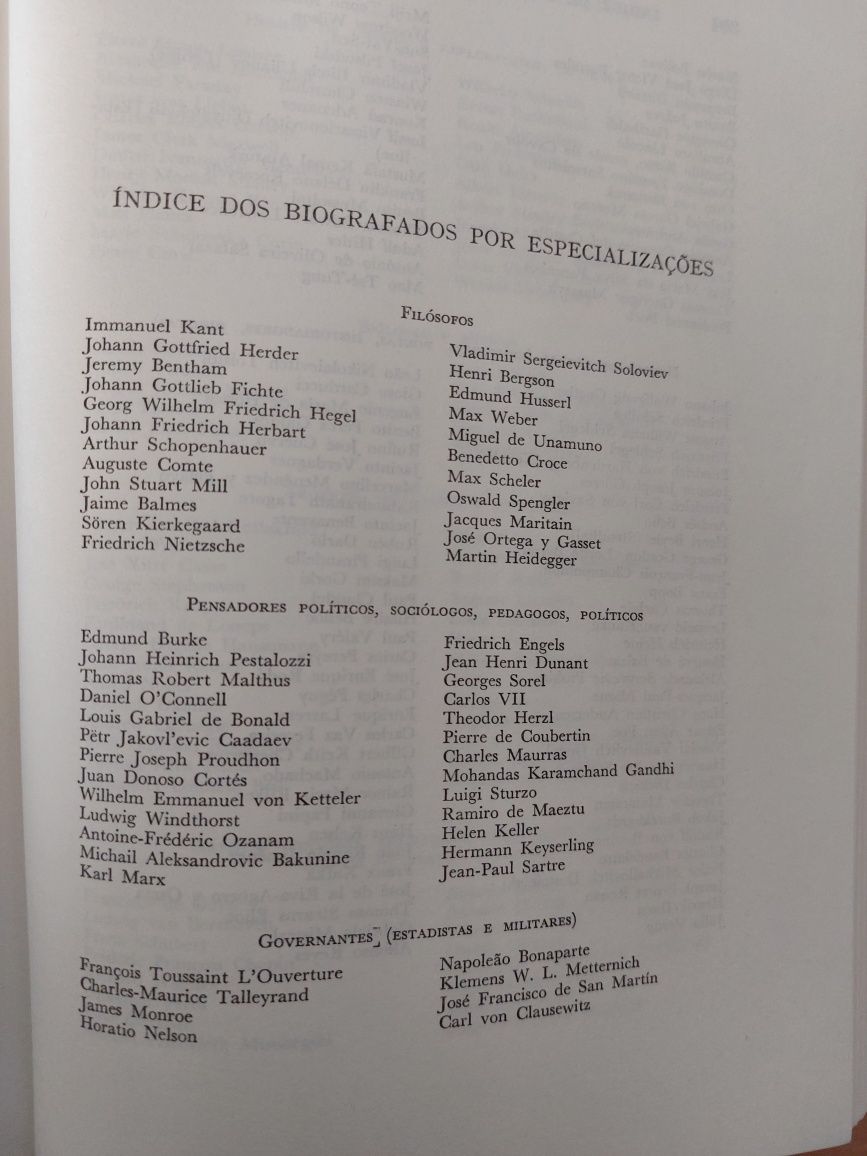 ÍNDICE DOS BIOGRAFADOS POR ESPECIALIZAÇÕES
FILÓSOFOS
Immanuel Kant
Johann Gottfried Herder
Jeremy Bentham
Johann Gottlieb Fichte
Georg Wilhelm Friedrich Hegel
Johann Friedrich Herbart
Arthur Schopenhauer
Auguste Comte
John Stuart Mill
Jaime Balmes
Sören Kierkegaard
Friedrich Nietzsche
Vladimir Sergeievitch Soloviev
Henri Bergson
Edmund Husserl
Max Weber
Miguel de Unamuno
Benedetto Croce
Max Scheler
Oswald Spengler
Jacques Maritain
José Ortega y Gasset
Martin Heidegger
PENSADORES POLÍTICOS, SOCIÓLOGOS, PEDAGOGOS, POLÍTICOS
Edmund Burke
Johann Heinrich Pestalozzi
Thomas Robert Malthus
Daniel O'Connell
Louis Gabriel de Bonald
Pëtr Jakovl'evic Caadaev
Pierre Joseph Proudhon
Juan Donoso Cortés
Wilhelm Emmanuel von Ketteler
Ludwig Windthorst
Antoine-Frédéric Ozanam
Michail Aleksandrovic Bakunine
Karl Marx
Friedrich Engels
Jean Henri Dunant
Georges Sorel
Carlos VII
Theodor Herzl
Pierre de Coubertin
Charles Maurras
Mohandas Karamchand Gandhi
Luigi Sturzo
Ramiro de Maeztu
Helen Keller
Hermann Keyserling
Jean-Paul Sartre
GOVERNANTES (ESTADISTAS E MILITARES)
François Toussaint L'Ouverture
Charles-Maurice Talleyrand
James Monroe
Horatio Nelson
Napoleão Bonaparte
Klemens W. L. Metternich
José Francisco de San Martín
Carl von Clausewitz